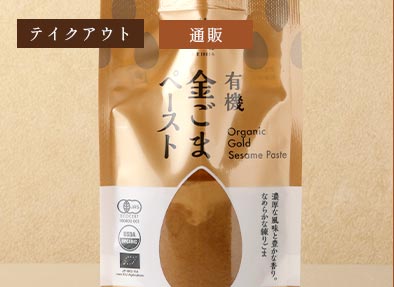 テイクアウト
通販
有機
金ごま
ペースト
Organic
Gold
Sesame Paste
濃厚な風味と豊かな香り。
なめらかな練りごま
JAS
USDA
ORGANIC